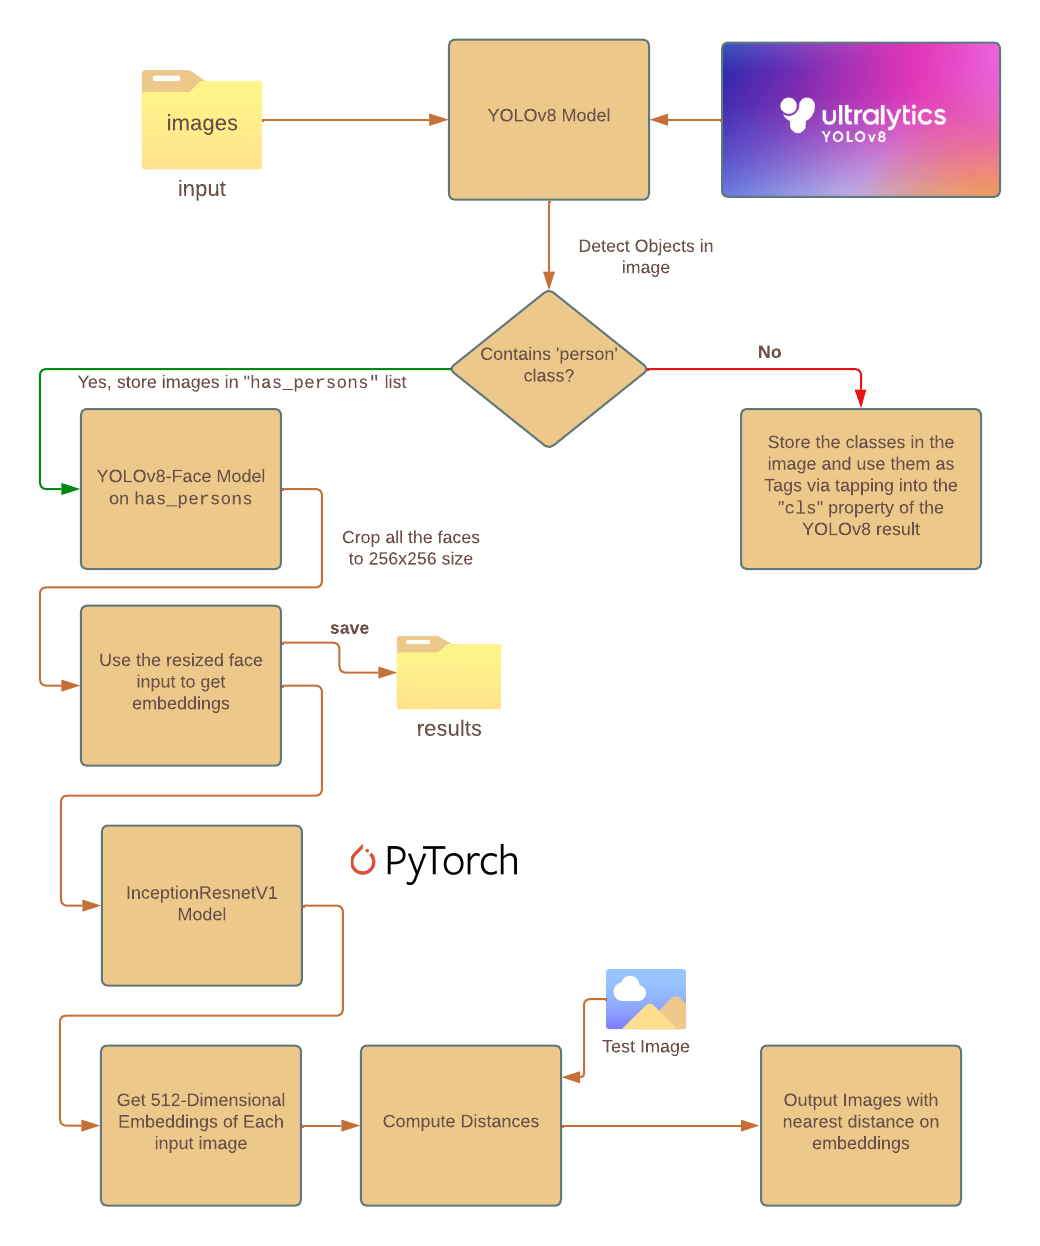 images
input
YOLOv8 Model
ultralytics
YOLOv8
Detect Objects in
image
Contains 'person'
class?
No
Yes, store images in "has_persons" list
YOLOv8-Face Model
on has_persons
Store the classes in the
image and use them as
Tags via tapping into the
"cls" property of the
YOLOv8 result
Crop all the faces
to 256x256 size
Use the resized face
input to get
embeddings
save
results
InceptionResnetV1
Model
PyTorch
Test Image
Get 512-Dimensional
Embeddings of Each
input image
Compute Distances
Output Images with
nearest distance on
embeddings